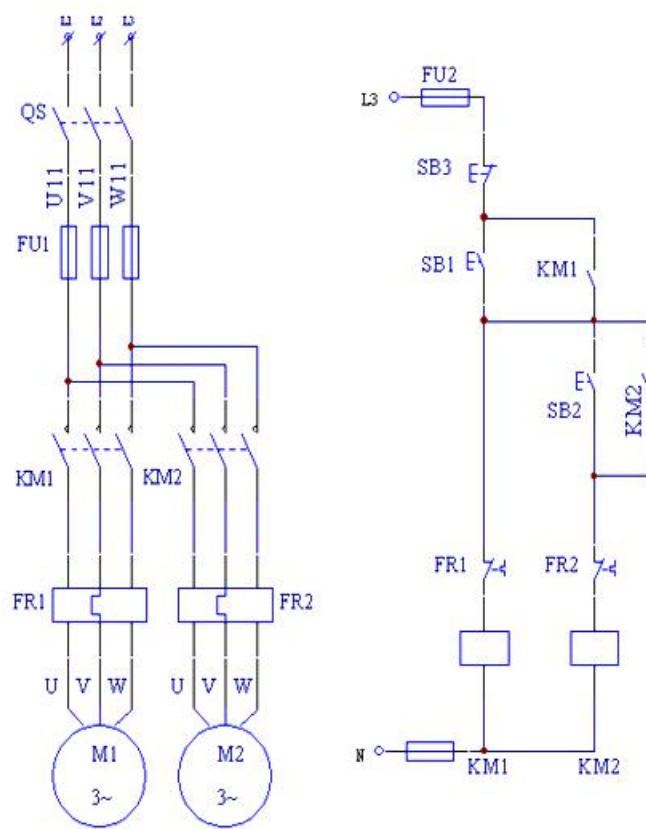 L1 L2 L3
QS
U11 V11 W11
FU1
KM1 KM2
FR1 FR2
U V W U V W
M1 M2
3~ 3~
L3 FU2
SB3
SB1 KM1
SB2 KM2
FR1 FR2
N KM1 KM2